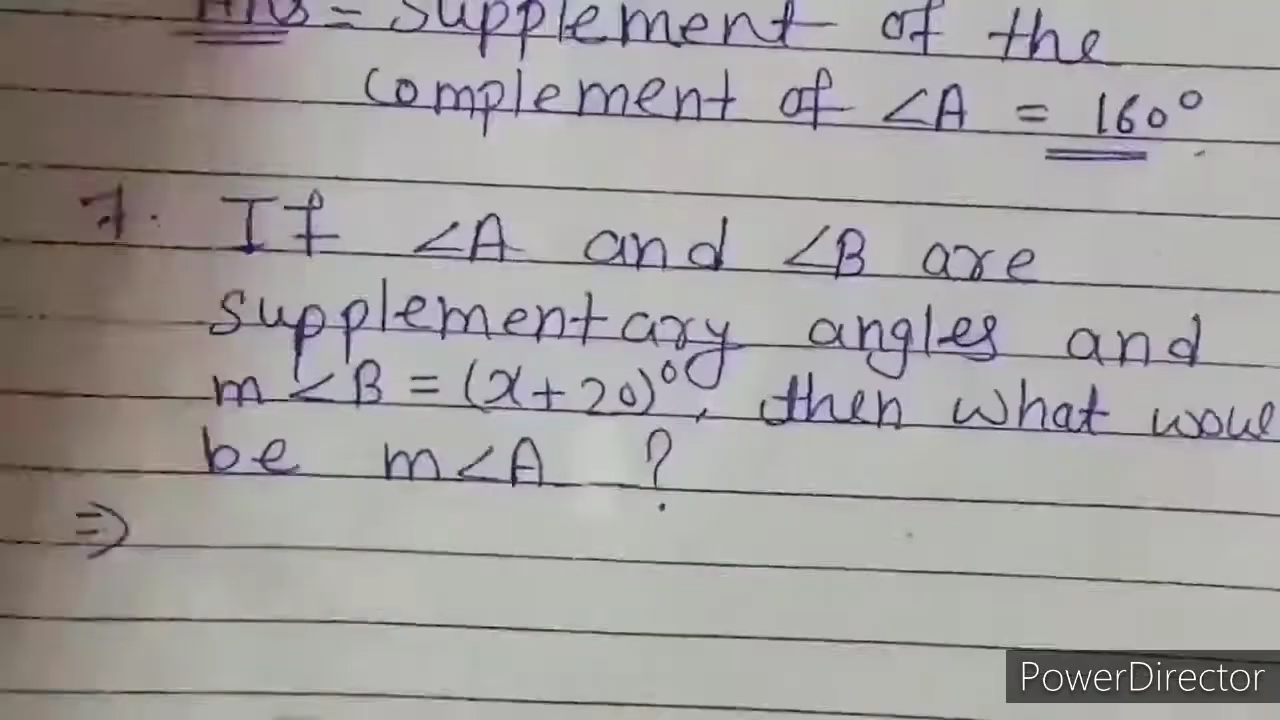 Ans = Supplement of the
complement of ∠A = 160°
7. If ∠A and ∠B are
supplementary angles and
m∠B = (x+20)°, then what woul
be m∠A ?
⇒
PowerDirector